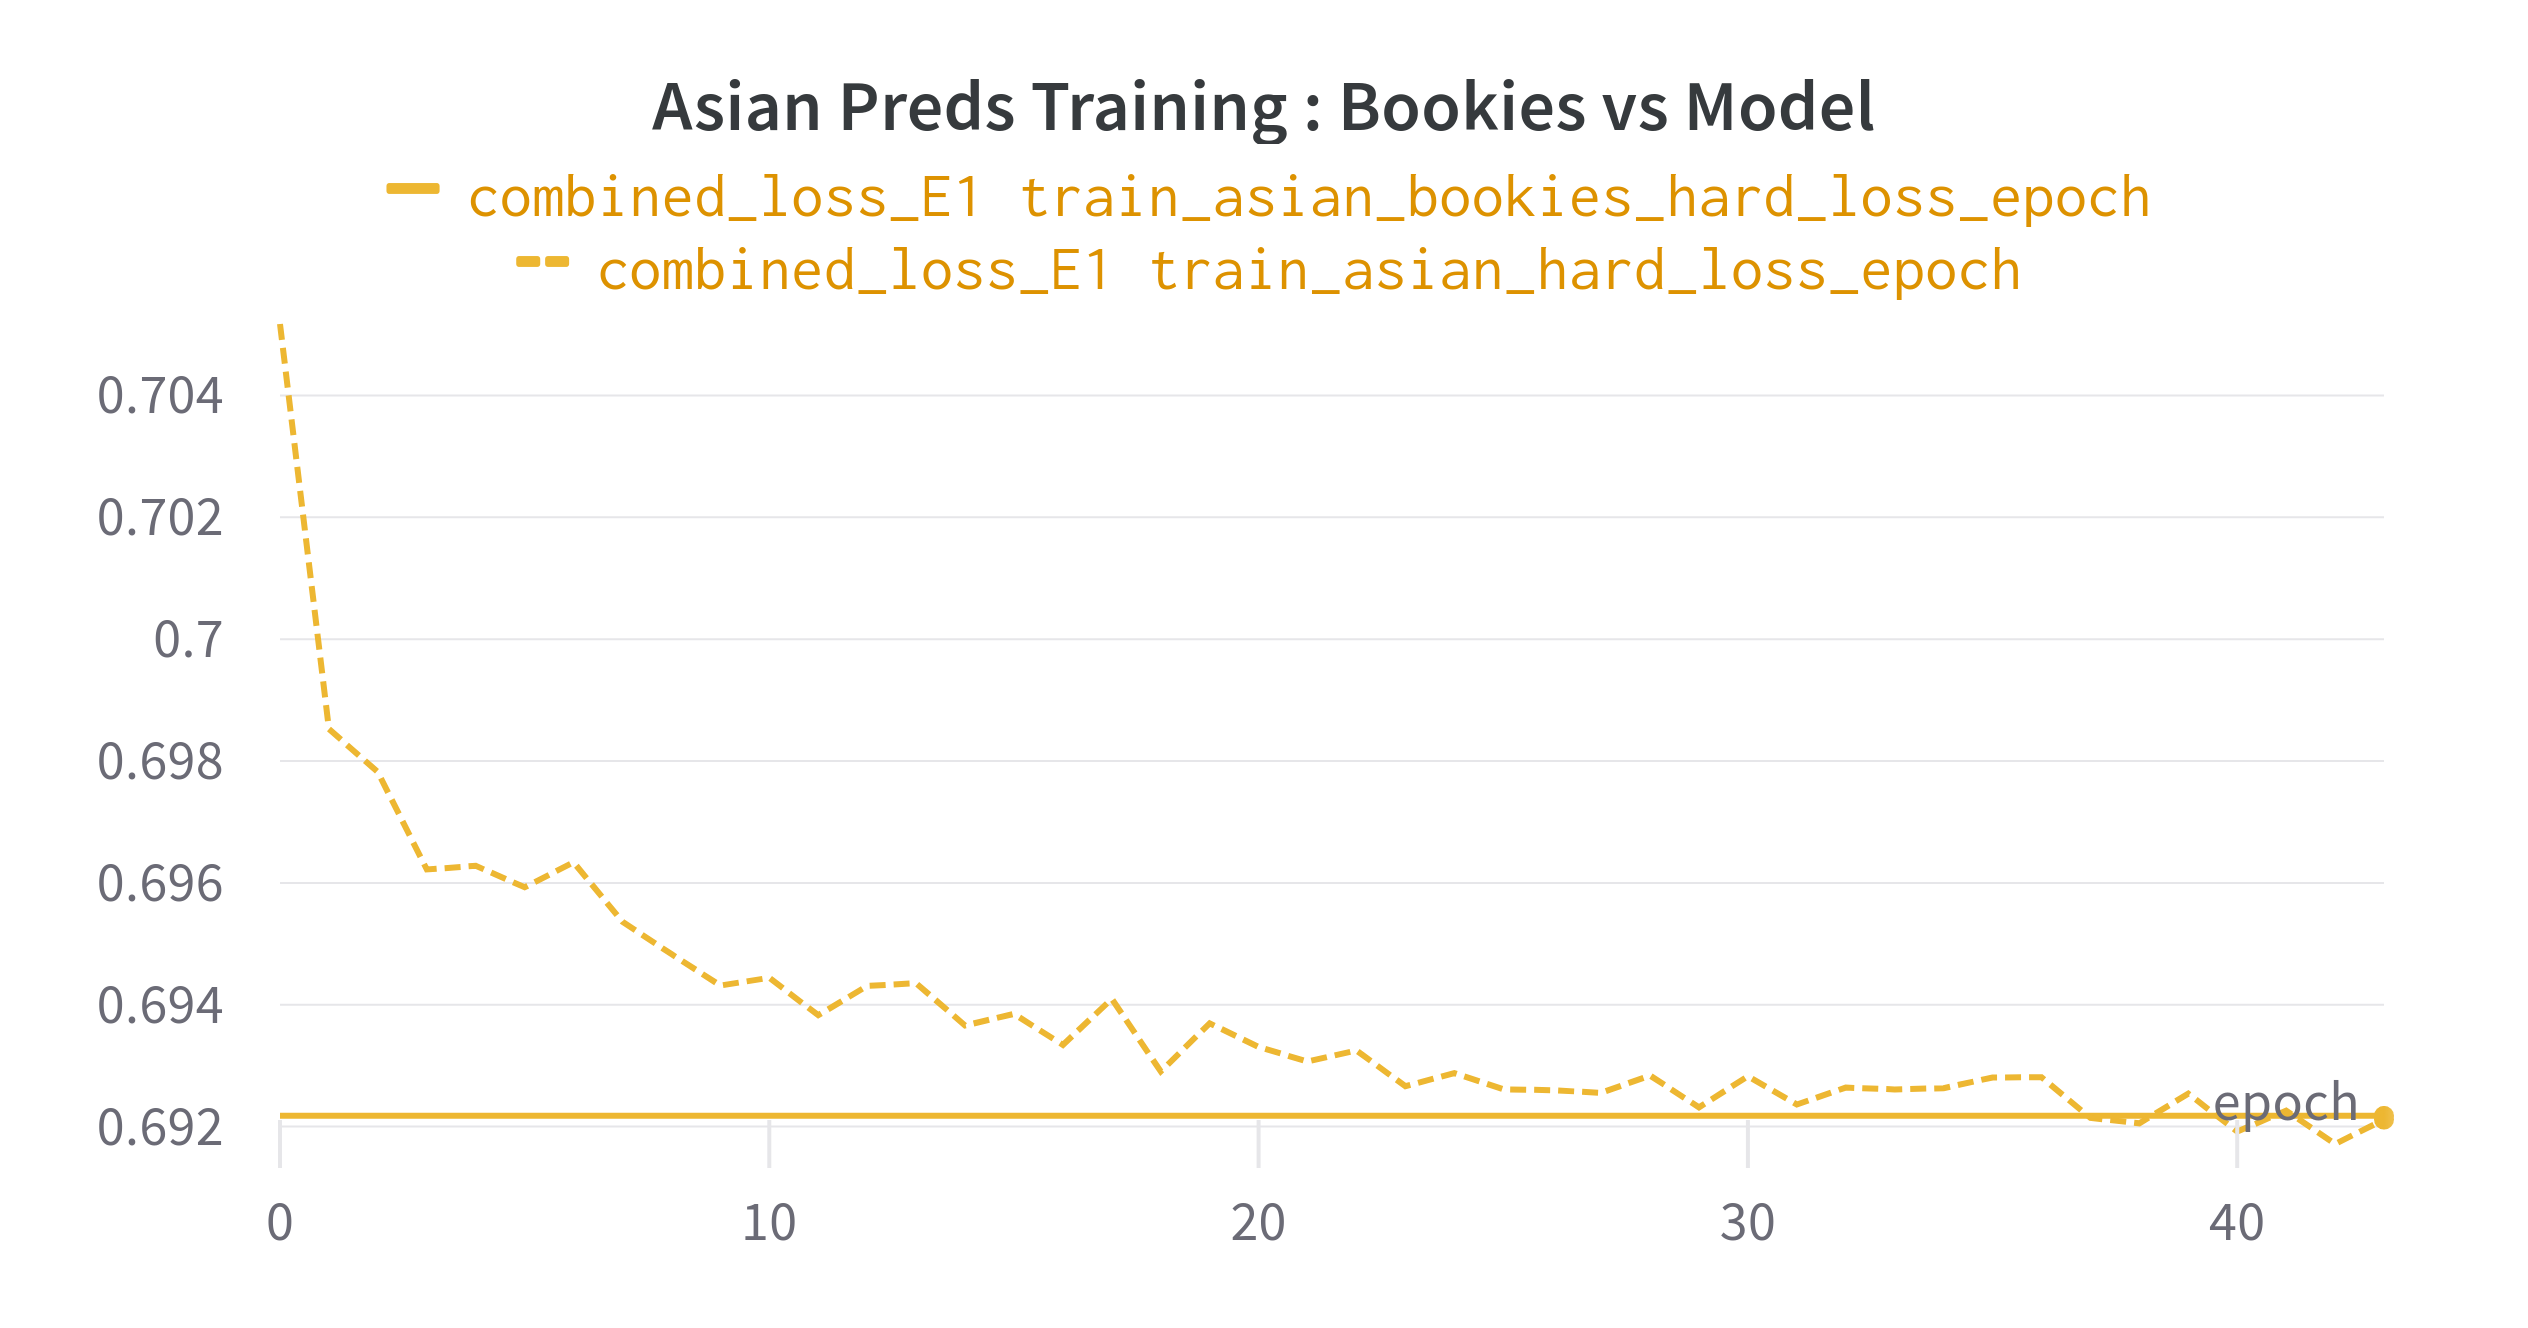 Asian Preds Training : Bookies vs Model
combined_loss_E1 train_asian_bookies_hard_loss_epoch
combined_loss_E1 train_asian_hard_loss_epoch
0.704
0.702
0.7
0.698
0.696
0.694
0.692
epoch
0 10 20 30 40